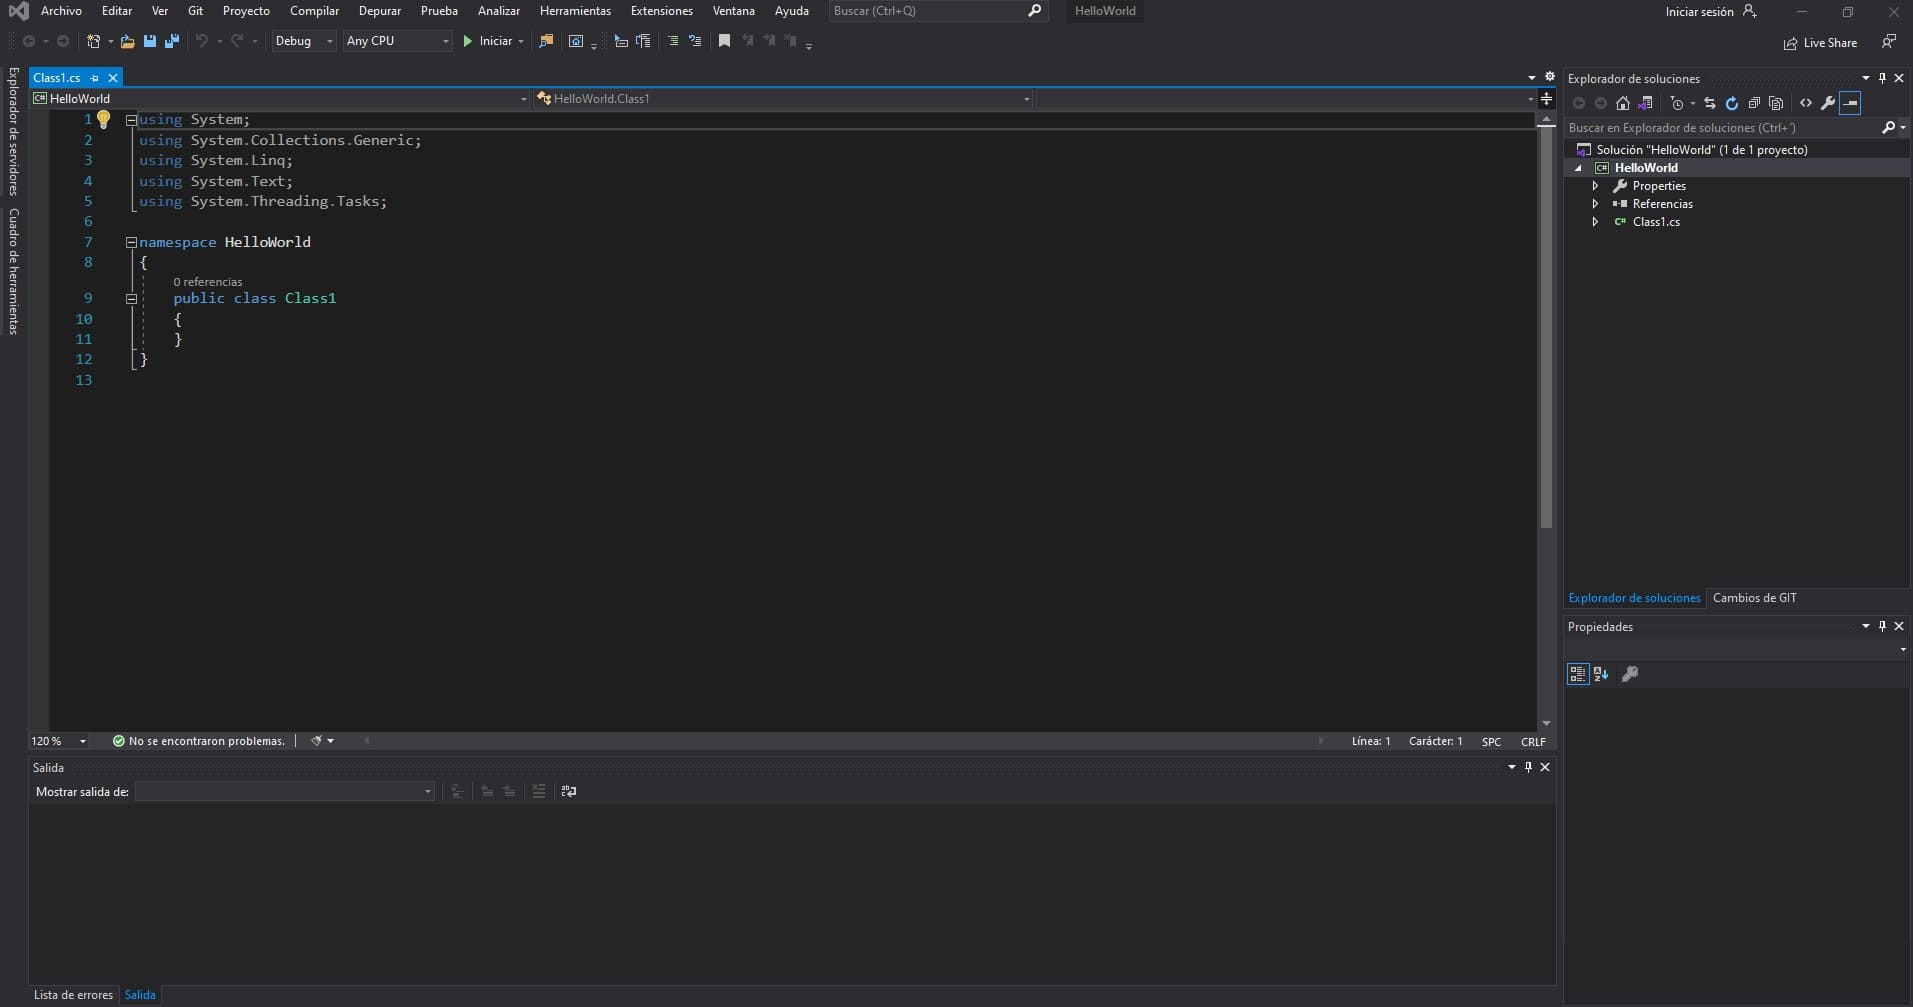 Archivo Editar Ver Git Proyecto Compilar Depurar Prueba Analizar Herramientas Extensiones Ventana Ayuda Buscar (Ctrl+Q) HelloWorld Iniciar sesión
Debug Any CPU Iniciar Live Share
Explorador de servidores
Cuadro de herramientas
Class1.cs
HelloWorld HelloWorld.Class1
1 using System;
2 using System.Collections.Generic;
3 using System.Linq;
4 using System.Text;
5 using System.Threading.Tasks;
6
7 namespace HelloWorld
8 {
0 referencias
9 public class Class1
10 {
11 }
12 }
13
120 % No se encontraron problemas. Línea: 1 Carácter: 1 SPC CRLF
Salida
Mostrar salida de:
Lista de errores Salida
Explorador de soluciones
Buscar en Explorador de soluciones (Ctrl+´)
Solución "HelloWorld" (1 de 1 proyecto)
HelloWorld
Properties
Referencias
Class1.cs
Explorador de soluciones Cambios de GIT
Propiedades